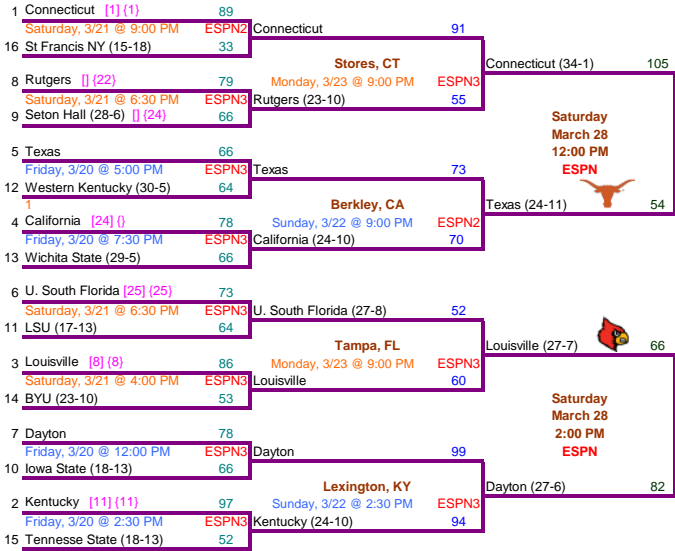 1 Connecticut [1] {1} 89
Saturday, 3/21 @ 9:00 PM ESPN2
16 St Francis NY (15-18) 33
8 Rutgers [] {22} 79
Saturday, 3/21 @ 6:30 PM ESPN3
9 Seton Hall (28-6) [] {24} 66
5 Texas 66
Friday, 3/20 @ 5:00 PM ESPN3
12 Western Kentucky (30-5) 64
1
4 California [24] {} 78
Friday, 3/20 @ 7:30 PM ESPN3
13 Wichita State (29-5) 66
6 U. South Florida [25] {25} 73
Saturday, 3/21 @ 6:30 PM ESPN3
11 LSU (17-13) 64
3 Louisville [8] {8} 86
Saturday, 3/21 @ 4:00 PM ESPN3
14 BYU (23-10) 53
7 Dayton 78
Friday, 3/20 @ 12:00 PM ESPN3
10 Iowa State (18-13) 66
2 Kentucky [11] {11} 97
Friday, 3/20 @ 2:30 PM ESPN3
15 Tennesse State (18-13) 52
Connecticut 91
Stores, CT
Monday, 3/23 @ 9:00 PM ESPN3
Rutgers (23-10) 55
Texas 73
Berkley, CA
Sunday, 3/22 @ 9:00 PM ESPN2
California (24-10) 70
U. South Florida (27-8) 52
Tampa, FL
Monday, 3/23 @ 9:00 PM ESPN3
Louisville 60
Dayton 99
Lexington, KY
Sunday, 3/22 @ 2:30 PM ESPN3
Kentucky (24-10) 94
Connecticut (34-1) 105
Saturday
March 28
12:00 PM
ESPN
Texas (24-11) 54
Louisville (27-7) 66
Saturday
March 28
2:00 PM
ESPN
Dayton (27-6) 82